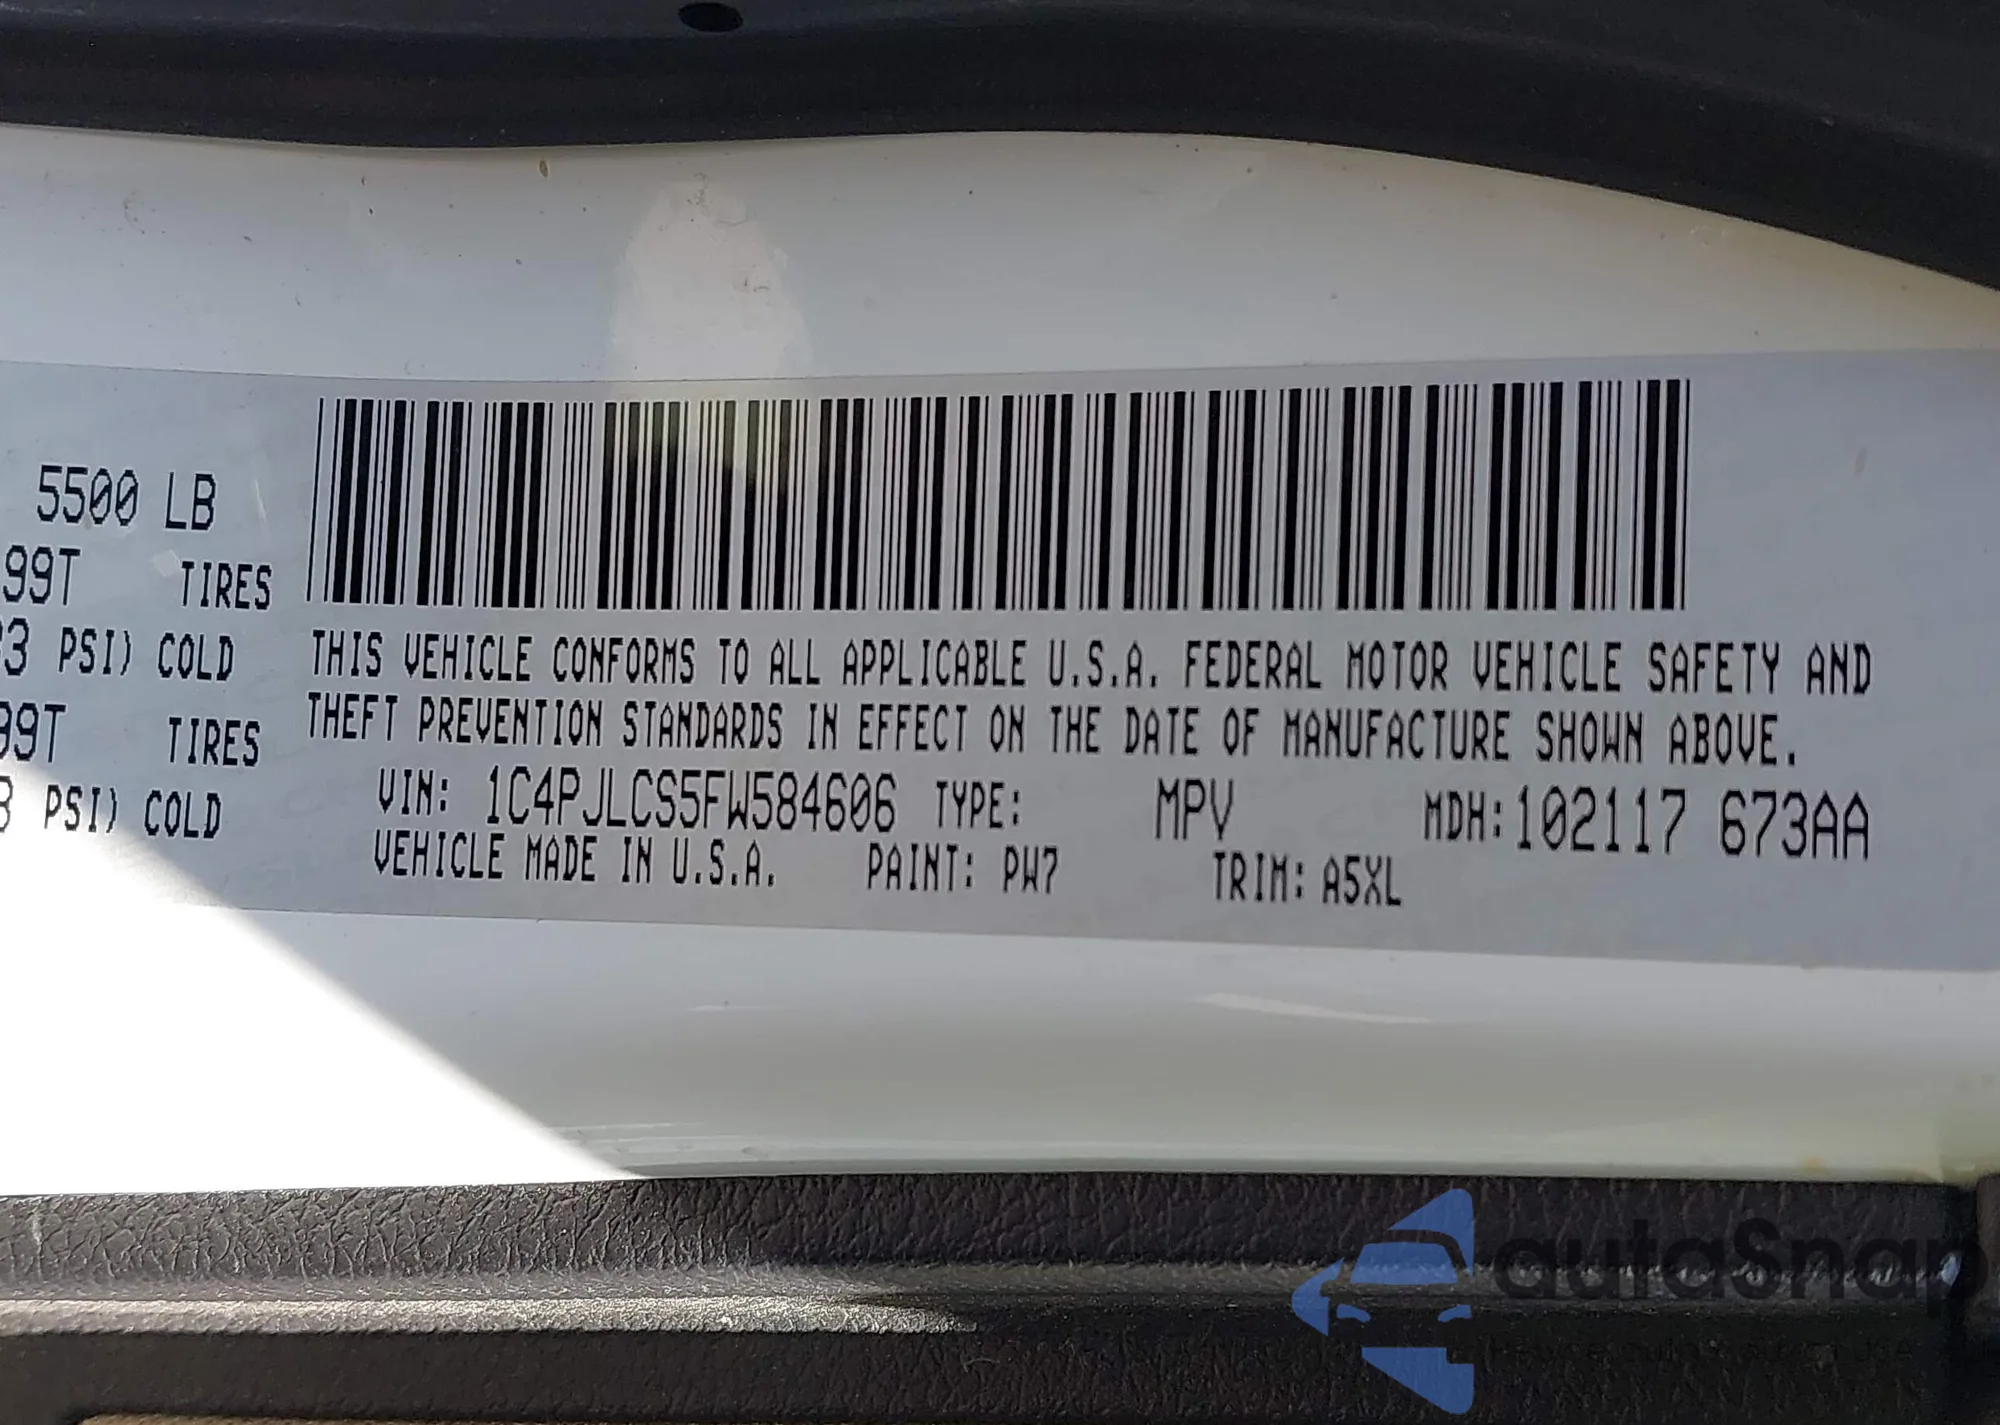 5500 LB
99T TIRES
3 PSI) COLD
99T TIRES
PSI) COLD
THIS VEHICLE CONFORMS TO ALL APPLICABLE U.S.A. FEDERAL MOTOR VEHICLE SAFETY AND
THEFT PREVENTION STANDARDS IN EFFECT ON THE DATE OF MANUFACTURE SHOWN ABOVE.
VIN: 1C4PJLCS5FW584606 TYPE: MPV MDH:102117 673AA
VEHICLE MADE IN U.S.A. PAINT: PW7 TRIM: A5XL
autaSnap